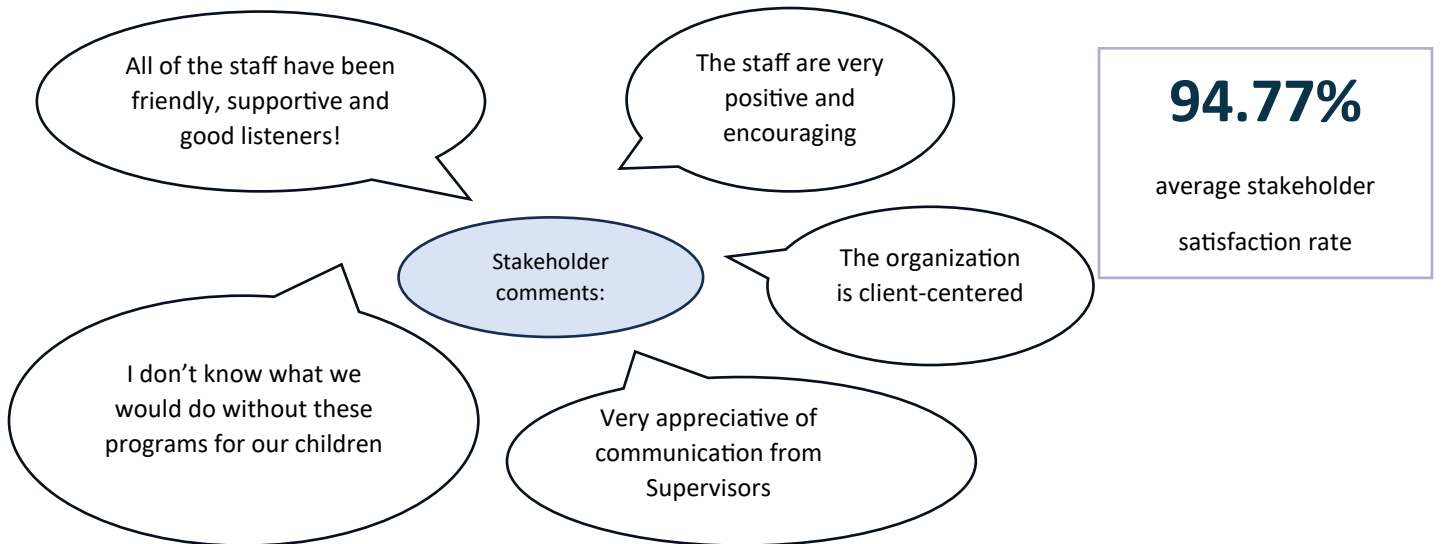 All of the staff have been
friendly, supportive and
good listeners!
The staff are very
positive and
encouraging
94.77%
average stakeholder
satisfaction rate
Stakeholder
comments:
The organization
is client-centered
I don’t know what we
would do without these
programs for our children
Very appreciative of
communication from
Supervisors